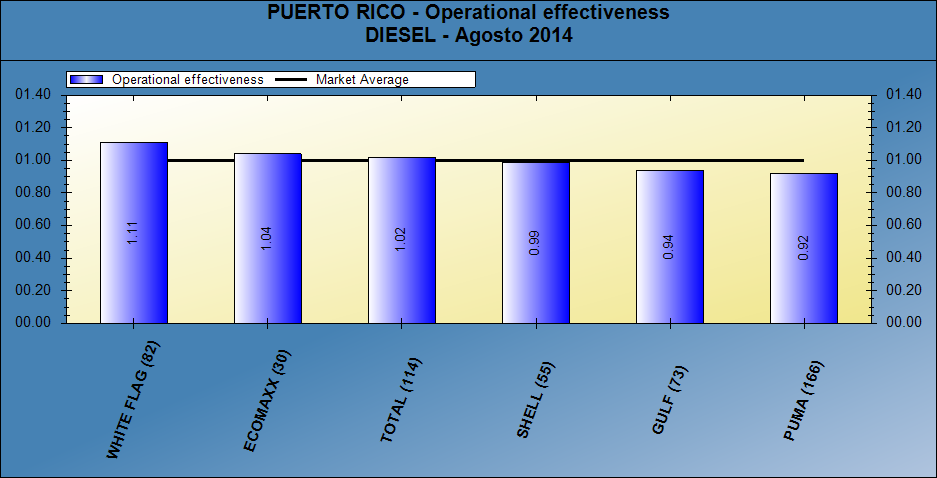 PUERTO RICO - Operational effectiveness
DIESEL - Agosto 2014
Operational effectiveness
Market Average
01.40 01.40
01.20 01.20
01.00 01.00
00.80 00.80
00.60 00.60
00.40 00.40
00.20 00.20
00.00 00.00
1.11
1.04
1.02
0.99
0.94
0.92
WHITE FLAG (82)
ECOMAXX (30)
TOTAL (114)
SHELL (55)
GULF (73)
PUMA (166)